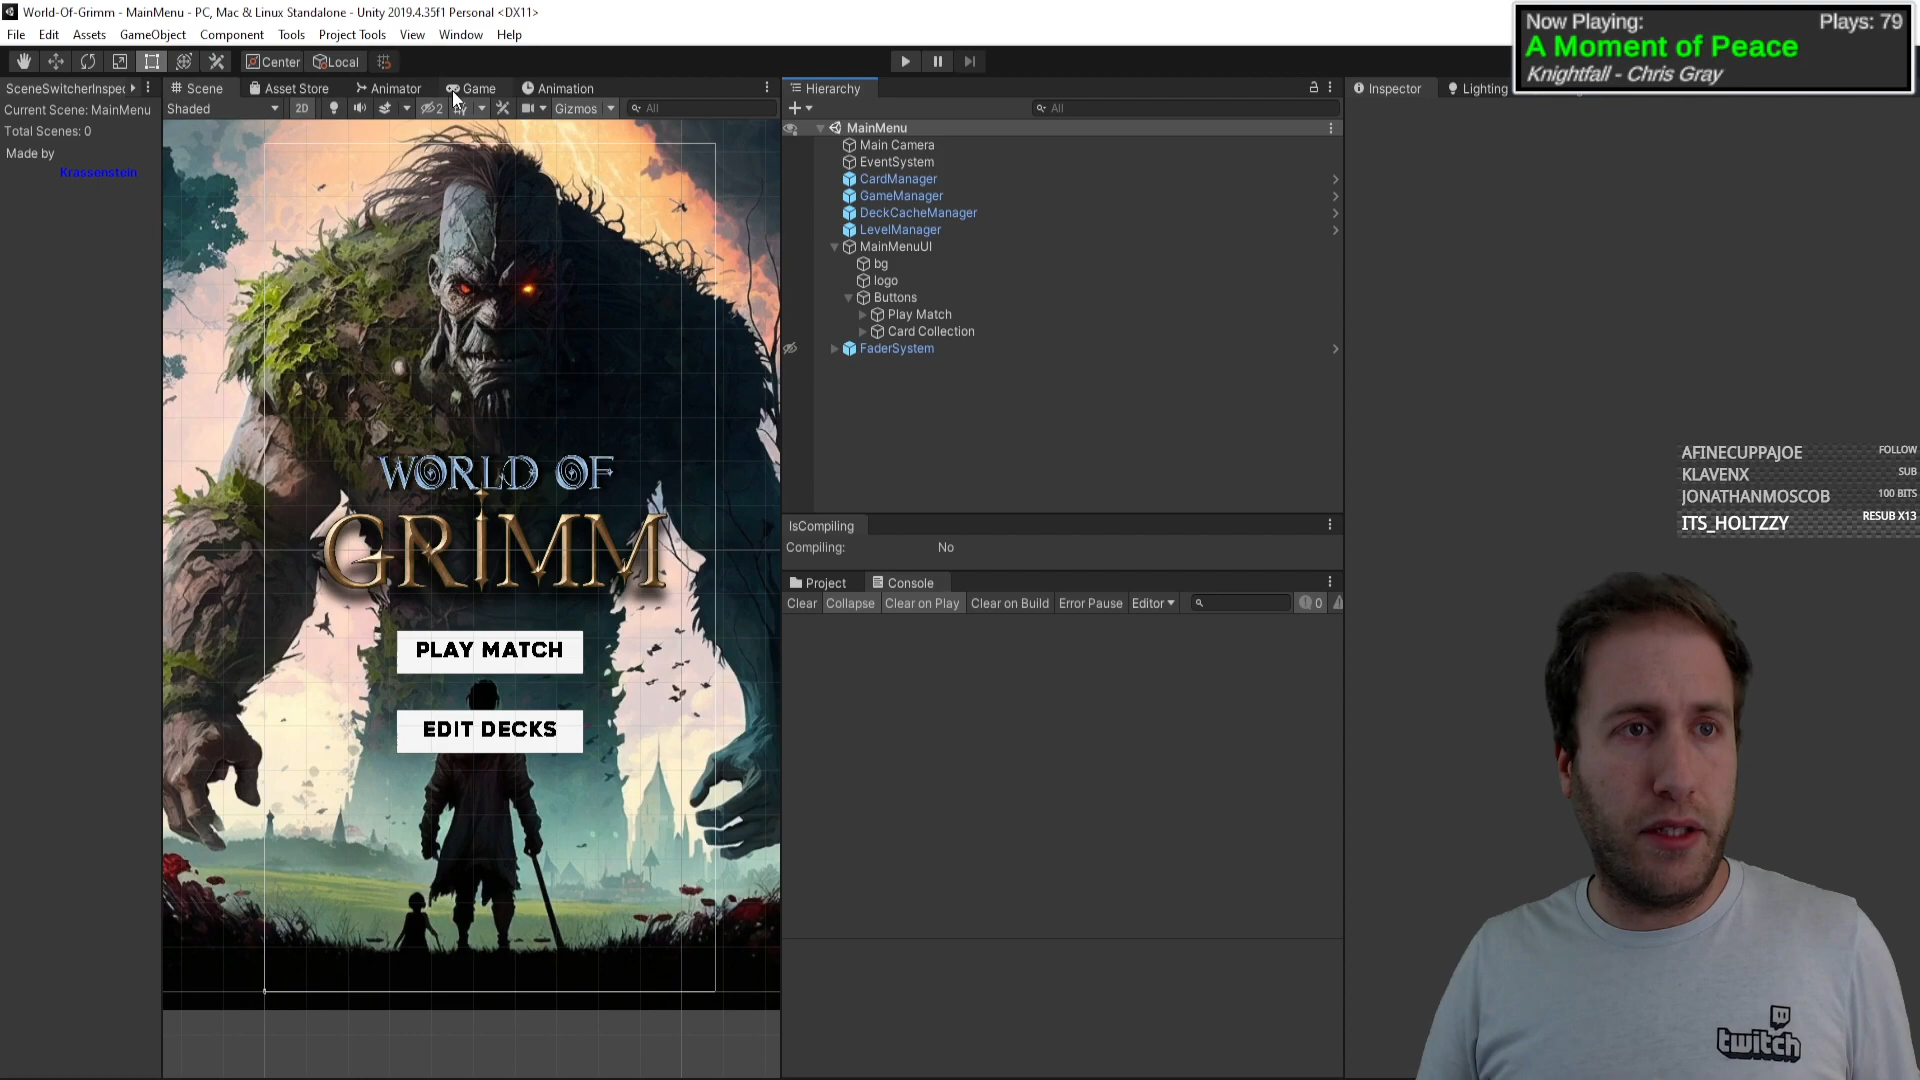 World-Of-Grimm - MainMenu - PC, Mac & Linux Standalone - Unity 2019.4.35f1 Personal <DX11>
File Edit Assets GameObject Component Tools Project Tools View Window Help
Now Playing: Plays: 79
A Moment of Peace
Knightfall - Chris Gray
Center Local
SceneSwitcherInspec
Scene Asset Store Animator Game Animation
Hierarchy
Inspector Lighting
Current Scene: MainMenu
Shaded 2D 2 Gizmos All
All
Total Scenes: 0
Made by
Krassenstoin
MainMenu
Main Camera
EventSystem
CardManager
GameManager
DeckCacheManager
LevelManager
MainMenuUI
bg
logo
Buttons
Play Match
Card Collection
FaderSystem
WORLD OF
GRIMM
PLAY MATCH
EDIT DECKS
IsCompiling
Compiling: No
Project Console
Clear Collapse Clear on Play Clear on Build Error Pause Editor 0
AFINECUPPAJOE FOLLOW
KLAVENX SUB
JONATHANMOSCOB 100 BITS
ITS_HOLTZZY RESUB X13
twitch